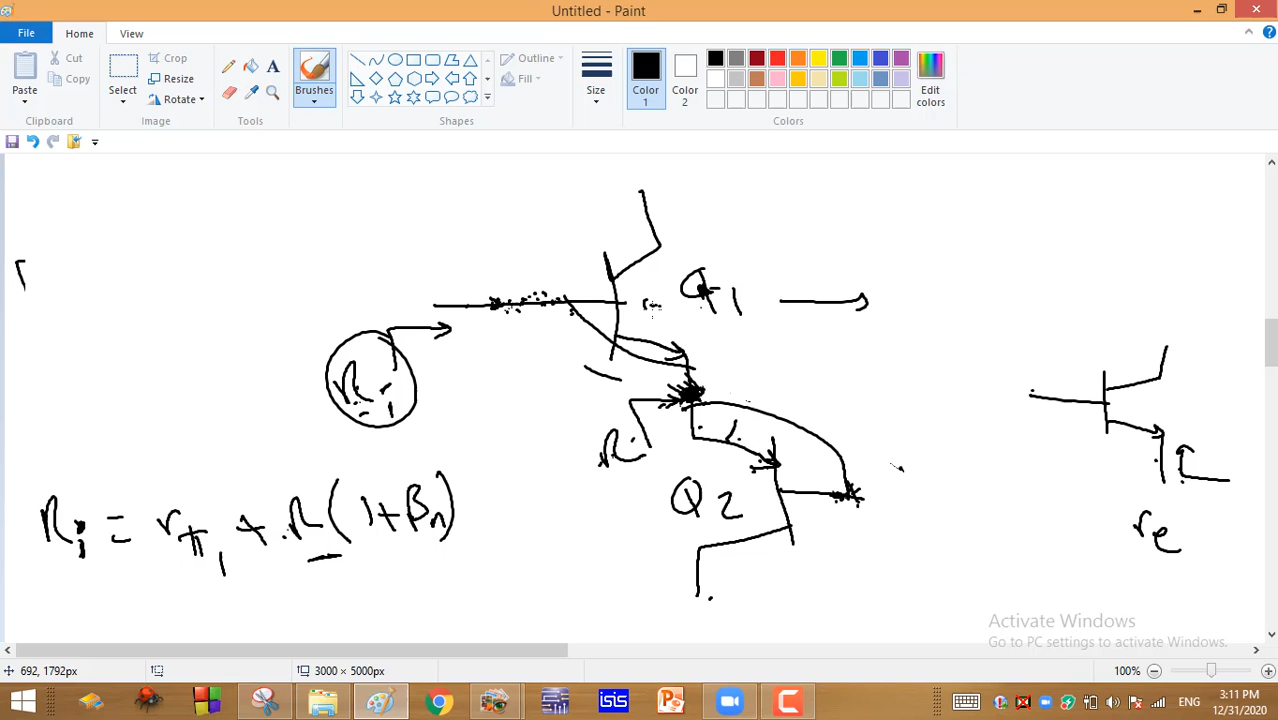 Untitled - Paint
File
Home
View
Paste
Cut
Copy
Clipboard
Select
Crop
Resize
Rotate
Image
Tools
Brushes
Shapes
Outline
Fill
Size
Color 1
Color 2
Edit colors
Colors
Q1
Ri
R
Q2
Ri = rπ1 + R(1+βn)
re
Activate Windows
Go to PC settings to activate Windows.
692, 1792px
3000 × 5000px
100%
isis
ENG
3:11 PM
12/31/2020